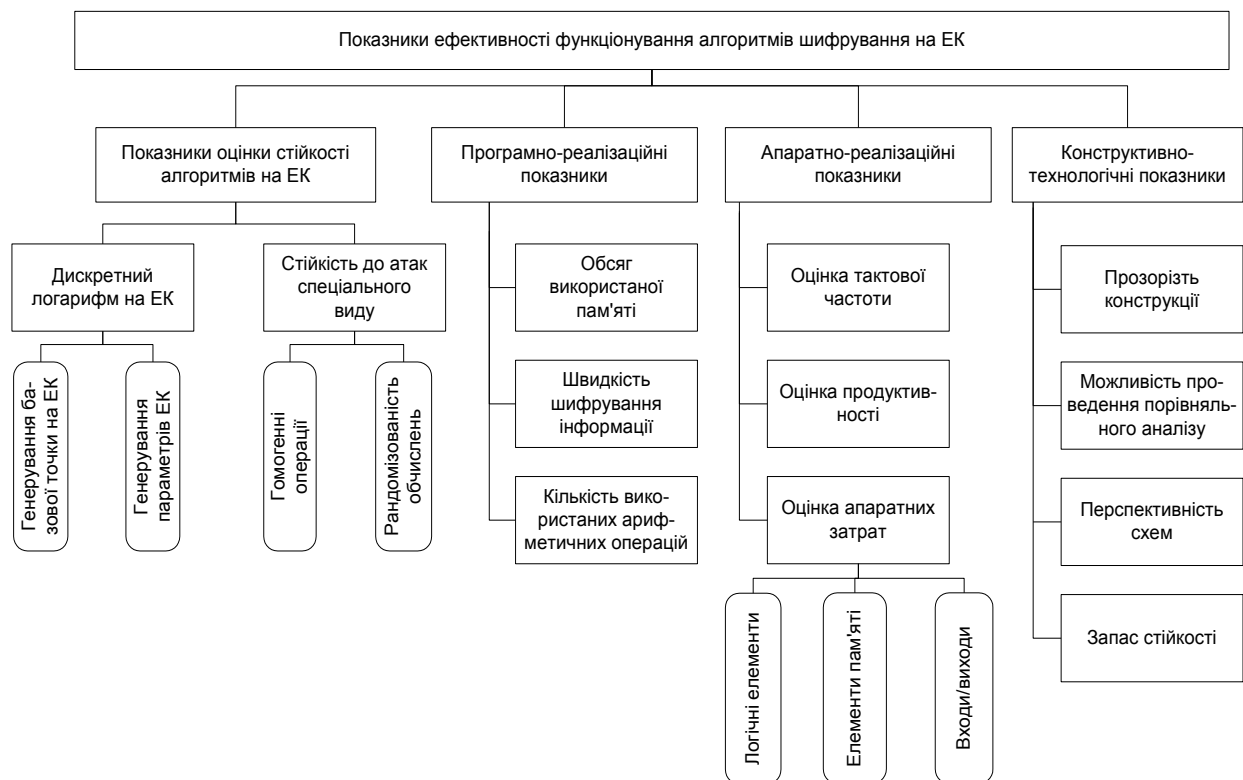 Показники ефективності функціонування алгоритмів шифрування на ЕК
Показники оцінки стійкості
алгоритмів на ЕК
Програмно-реалізаційні
показники
Апаратно-реалізаційні
показники
Конструктивно-
технологічні показники
Дискретний
логарифм на ЕК
Стійкість до атак
спеціального
виду
Обсяг
використаної
пам'яті
Оцінка тактової
частоти
Прозорізть
конструкції
Генерування ба-
зової точки на ЕК
Генерування
параметрів ЕК
Гомогенні
операції
Рандомізованість
обчислень
Швидкість
шифрування
інформації
Оцінка продуктив-
ності
Можливість про-
ведення порівняль-
ного аналізу
Кількість вико-
ристаних ариф-
метичних операцій
Оцінка апаратних
затрат
Перспективність
схем
Логічні елементи
Елементи пам'яті
Входи/виходи
Запас стійкості